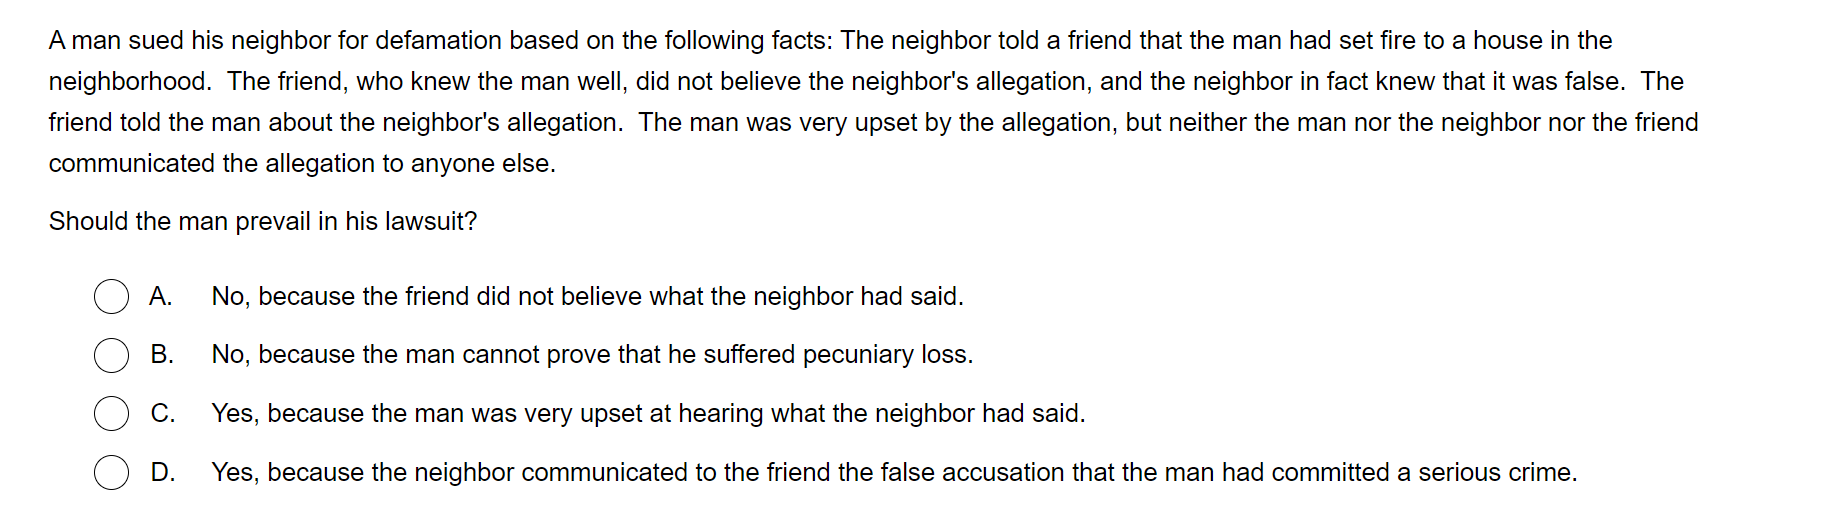 A man sued his neighbor for defamation based on the following facts: The neighbor told a friend that the man had set fire to a house in the
neighborhood.  The friend, who knew the man well, did not believe the neighbor's allegation, and the neighbor in fact knew that it was false.  The
friend told the man about the neighbor's allegation.  The man was very upset by the allegation, but neither the man nor the neighbor nor the friend
communicated the allegation to anyone else.
Should the man prevail in his lawsuit?
A. No, because the friend did not believe what the neighbor had said.
B. No, because the man cannot prove that he suffered pecuniary loss.
C. Yes, because the man was very upset at hearing what the neighbor had said.
D. Yes, because the neighbor communicated to the friend the false accusation that the man had committed a serious crime.